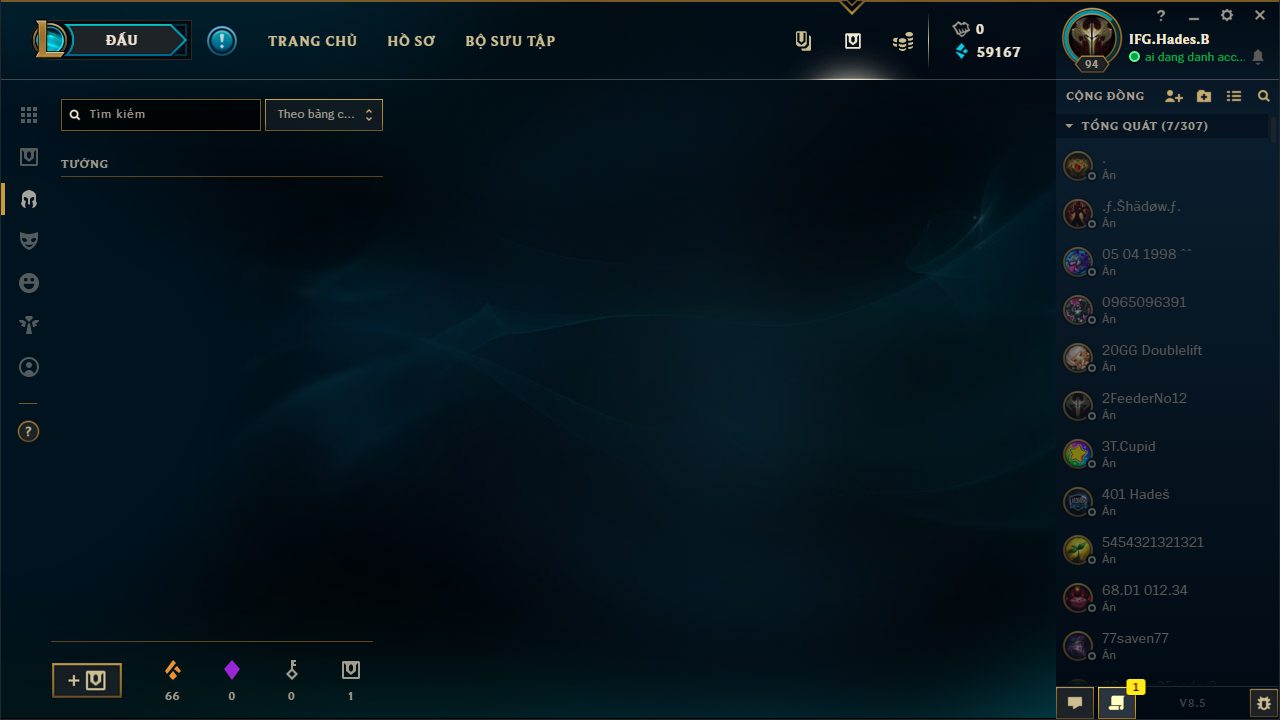 ĐẤU
!
TRANG CHỦ
HỒ SƠ
BỘ SƯU TẬP
0
59167
?
94
IFG.Hades.B
ai dang danh acc...
Tìm kiếm
Theo bảng c...
TƯỚNG
?
66
0
0
1
CỘNG ĐỒNG
TỔNG QUÁT (7/307)
.
Ẩn
.ƒ.Šhādøw.ƒ.
Ẩn
05 04 1998 ^^
Ẩn
0965096391
Ẩn
20GG Doublelift
Ẩn
2FeederNo12
Ẩn
3T.Cupid
Ẩn
401 Hadeš
Ẩn
5454321321321
Ẩn
68.D1 012.34
Ẩn
77saven77
Ẩn
1
V8.5